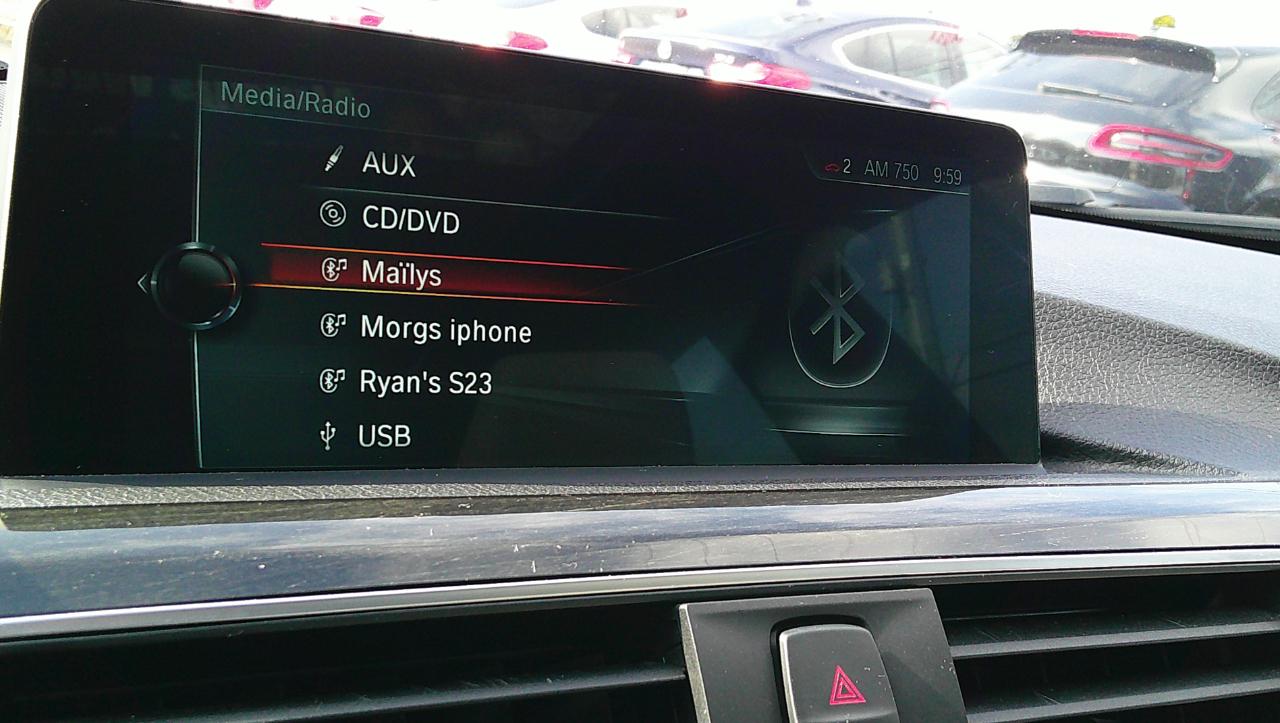 Media/Radio
AUX
2 AM 750 9:59
CD/DVD
Maïlys
Morgs iphone
Ryan's S23
USB